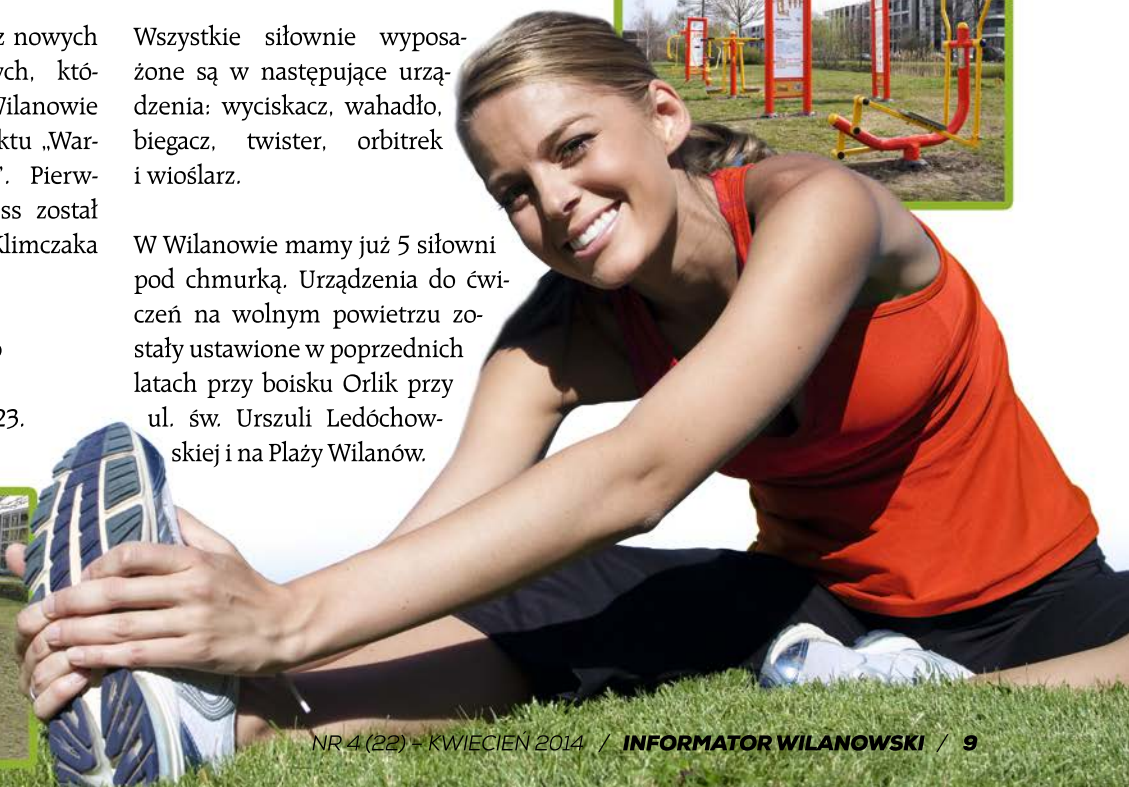 z nowych
ych, któ-
Wilanowie
ktu „War-
”. Pierw-
ss został
Klimczaka
23.
Wszystkie siłownie wyposa-
żone są w następujące urzą-
dzenia: wyciskacz, wahadło,
biegacz, twister, orbitrek
i wioślarz.
W Wilanowie mamy już 5 siłowni
pod chmurką. Urządzenia do ćwi-
czeń na wolnym powietrzu zo-
stały ustawione w poprzednich
latach przy boisku Orlik przy
ul. św. Urszuli Ledóchow-
skiej i na Plaży Wilanów.
NR 4 (22) – KWIECIEŃ 2014 / INFORMATOR WILANOWSKI / 9